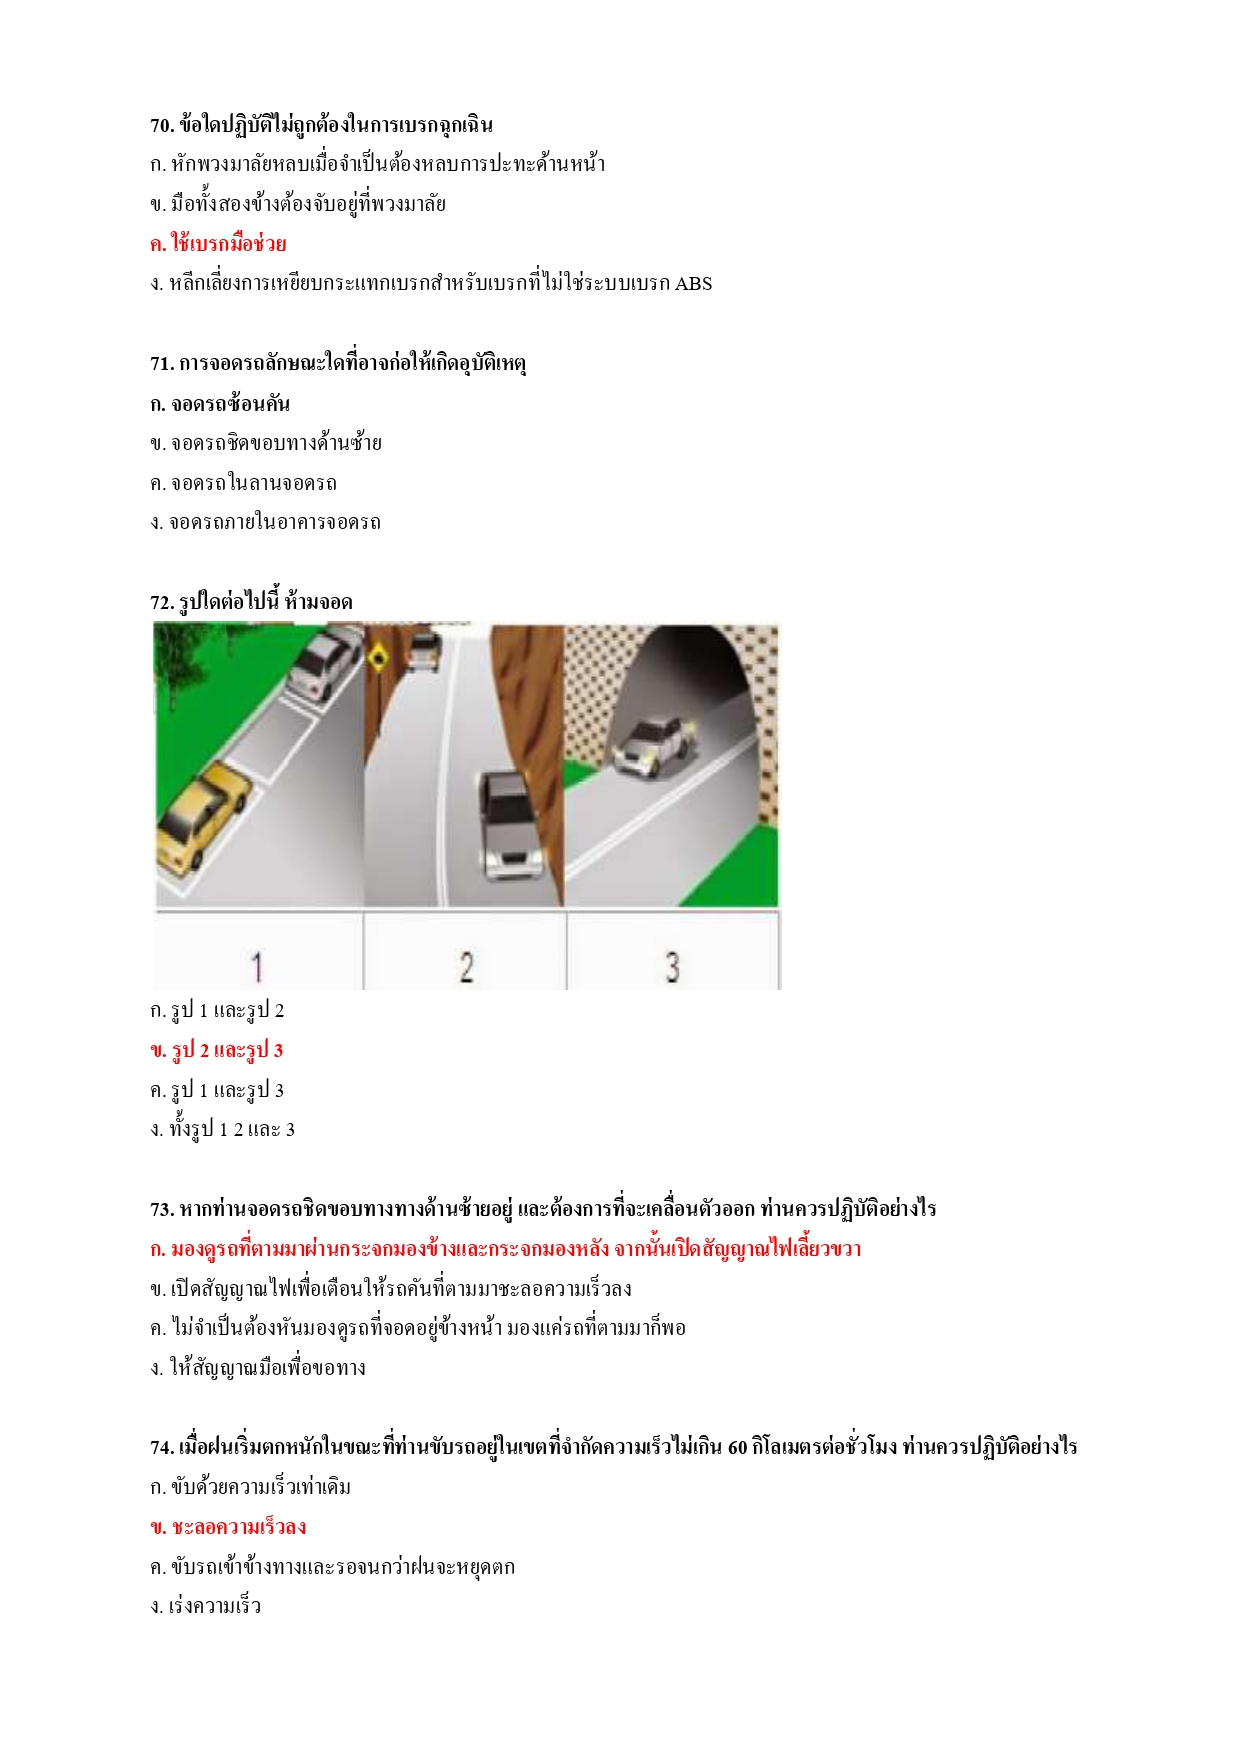 70. ข้อใดปฏิบัติไม่ถูกต้องในการเบรกฉุกเฉิน
ก. หักพวงมาลัยหลบเมื่อจำเป็นต้องหลบการปะทะด้านหน้า
ข. มือทั้งสองข้างต้องจับอยู่ที่พวงมาลัย
ค. ใช้เบรกมือช่วย
ง. หลีกเลี่ยงการเหยียบกระแทกเบรกสำหรับเบรกที่ไม่ใช่ระบบเบรก ABS
71. การจอดรถลักษณะใดที่อาจก่อให้เกิดอุบัติเหตุ
ก. จอดรถซ้อนคัน
ข. จอดรถชิดขอบทางด้านซ้าย
ค. จอดรถในลานจอดรถ
ง. จอดรถภายในอาคารจอดรถ
72. รูปใดต่อไปนี้ ห้ามจอด
1 2 3
ก. รูป 1 และรูป 2
ข. รูป 2 และรูป 3
ค. รูป 1 และรูป 3
ง. ทั้งรูป 1 2 และ 3
73. หากท่านจอดรถชิดขอบทางทางด้านซ้ายอยู่ และต้องการที่จะเคลื่อนตัวออก ท่านควรปฏิบัติอย่างไร
ก. มองดูรถที่ตามมาผ่านกระจกมองข้างและกระจกมองหลัง จากนั้นเปิดสัญญาณไฟเลี้ยวขวา
ข. เปิดสัญญาณไฟเพื่อเตือนให้รถคันที่ตามมาชะลอความเร็วลง
ค. ไม่จำเป็นต้องหันมองดูรถที่จอดอยู่ข้างหน้า มองแค่รถที่ตามมาก็พอ
ง. ให้สัญญาณมือเพื่อขอทาง
74. เมื่อฝนเริ่มตกหนักในขณะที่ท่านขับรถอยู่ในเขตที่จำกัดความเร็วไม่เกิน 60 กิโลเมตรต่อชั่วโมง ท่านควรปฏิบัติอย่างไร
ก. ขับด้วยความเร็วเท่าเดิม
ข. ชะลอความเร็วลง
ค. ขับรถเข้าข้างทางและรอจนกว่าฝนจะหยุดตก
ง. เร่งความเร็ว